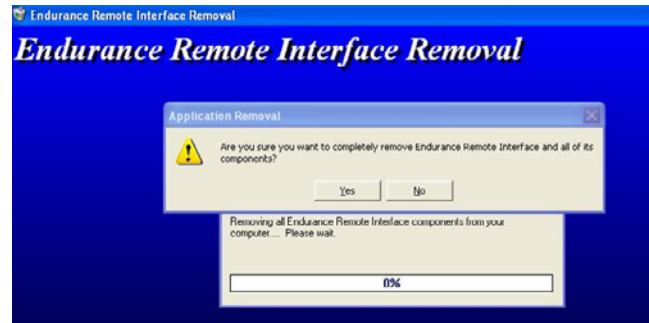 Endurance Remote Interface Removal
Endurance Remote Interface Removal
Application Removal
Are you sure you want to completely remove Endurance Remote Interface and all of its
components?
Yes
No
Removing all Endurance Remote Interface components from your
computer.... Please wait.
0%